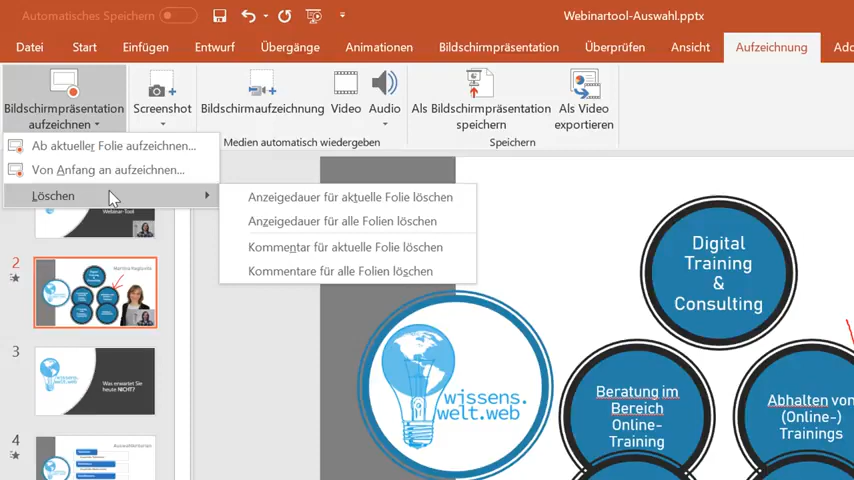 Automatisches Speichern
Webinartool-Auswahl.pptx
Datei Start Einfügen Entwurf Übergänge Animationen Bildschirmpräsentation Überprüfen Ansicht Aufzeichnung
Bildschirmpräsentation
aufzeichnen
Screenshot
Bildschirmaufzeichnung
Video
Audio
Als Bildschirmpräsentation
speichern
Als Video
exportieren
Medien automatisch wiedergeben
Speichern
Ab aktueller Folie aufzeichnen...
Von Anfang an aufzeichnen...
Löschen
Anzeigedauer für aktuelle Folie löschen
Anzeigedauer für alle Folien löschen
Kommentar für aktuelle Folie löschen
Kommentare für alle Folien löschen
Webinar-Tool
2
3
Was erwartet Sie
heute NICHT?
4
Auswahlkriterien
wissens.
welt.web
Digital
Training
&
Consulting
Beratung im
Bereich
Online-
Training
Abhalten von
(Online-)
Trainings